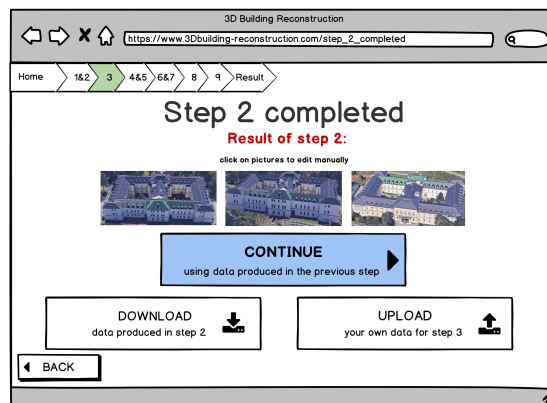 3D Building Reconstruction
https://www.3Dbuilding-reconstruction.com/step_2_completed
Home 1&2 3 4&5 6&7 8 9 Result
Step 2 completed
Result of step 2:
click on pictures to edit manually
CONTINUE
using data produced in the previous step
DOWNLOAD
data produced in step 2
UPLOAD
your own data for step 3
BACK